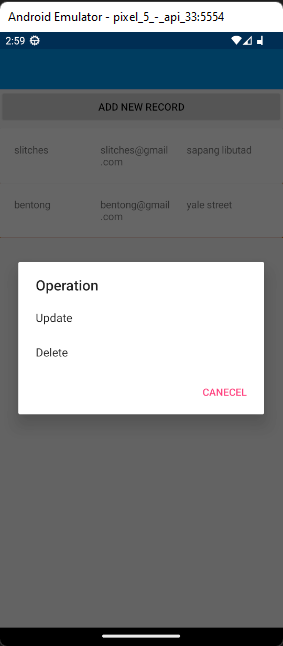 Android Emulator - pixel_5_-_api_33:5554
2:59
ADD NEW RECORD
slitches slitches@gmail sapang libutad
.com
bentong bentong@gmail yale street
.com
Operation
Update
Delete
CANECEL